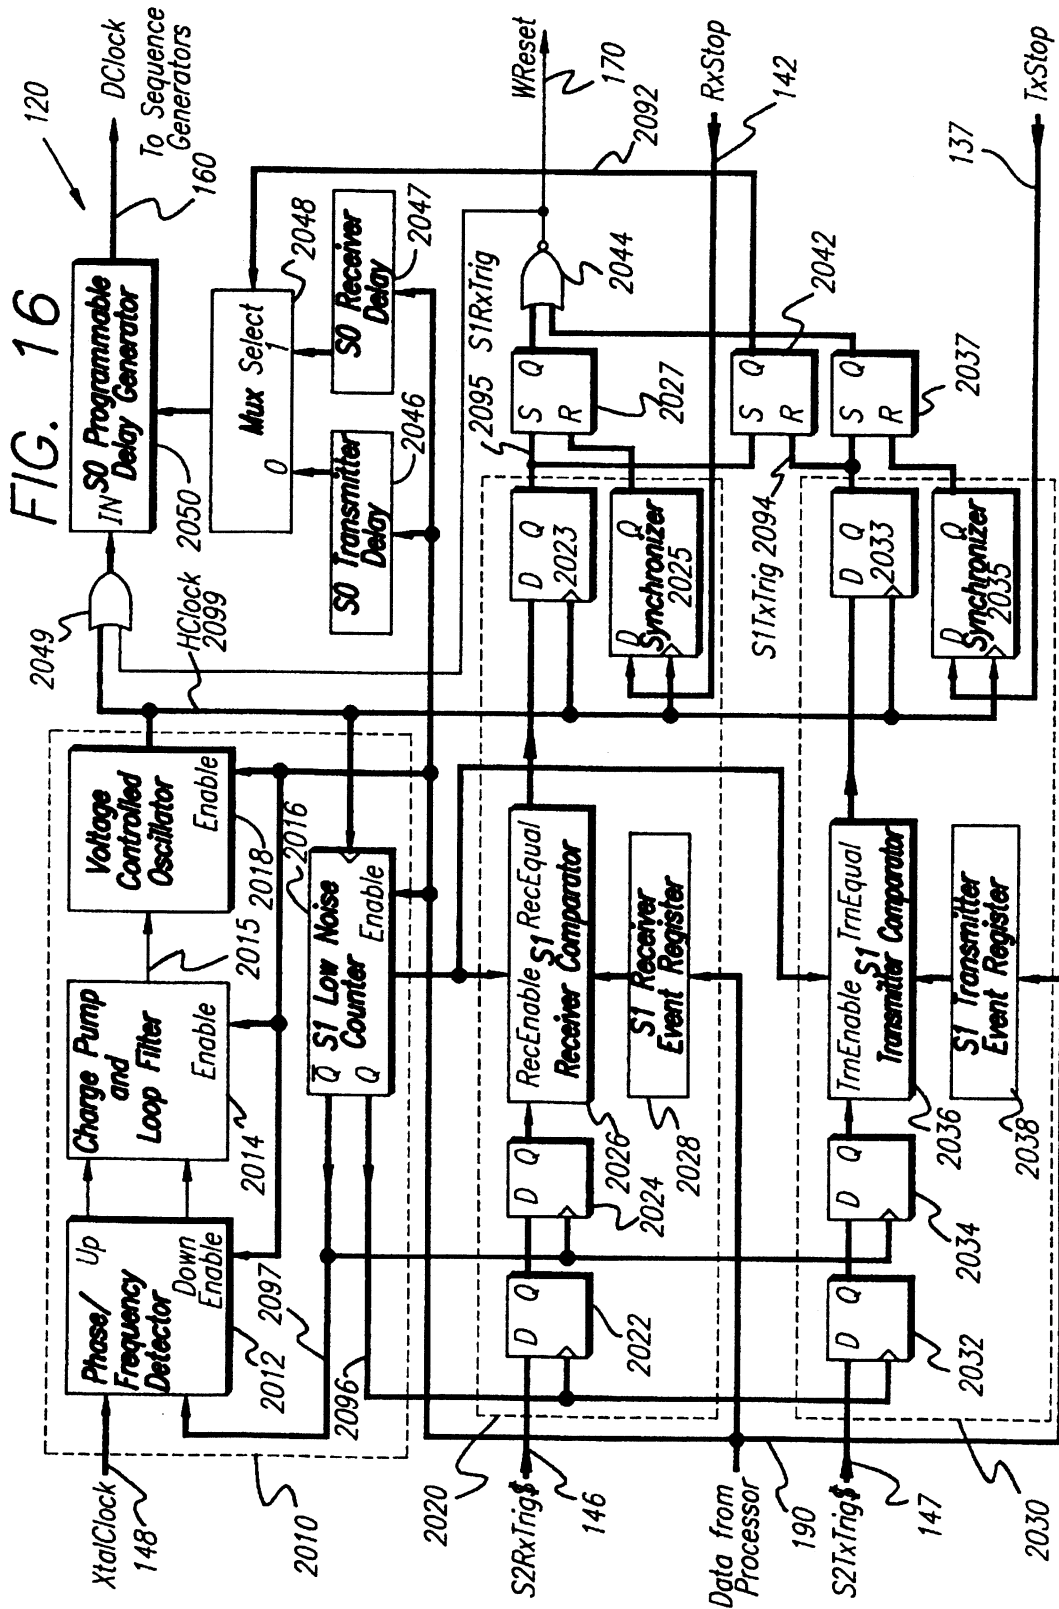 FIG. 16
120
DClock
To Sequence
Generators
160
XtalClock
148
Phase/
Frequency
Detector
Up
Down
Enable
2012
Charge Pump
and
Loop Filter
Enable
2014
2015
Voltage
Controlled
Oscillator
Enable
2018
2049
HClock
2099
IN
S0 Programmable
Delay Generator
2050
Mux Select
0
1
2048
S0 Transmitter
Delay
2046
S0 Receiver
Delay
2047
2010
2097
2096
Q
Q
S1 Low Noise
Counter
Enable
2016
WReset
170
2092
RxStop
142
S1RxTrig
2095
2044
2020
S2RxTrig$
146
D Q
2022
D Q
2024
RecEnable
RecEqual
S1
Receiver Comparator
2026
S1 Receiver
Event Register
2028
D Q
2023
D Q
Synchronizer
2025
S Q
R
2027
S Q
R
2042
Data from
Processor
190
S1TxTrig 2094
S2TxTrig$
147
D Q
2032
D Q
2034
TrnEnable
TrnEqual
S1
Transmitter Comparator
2036
S1 Transmitter
Event Register
2038
D Q
2033
D Q
Synchronizer
2035
S Q
R
2037
137
TxStop
2030